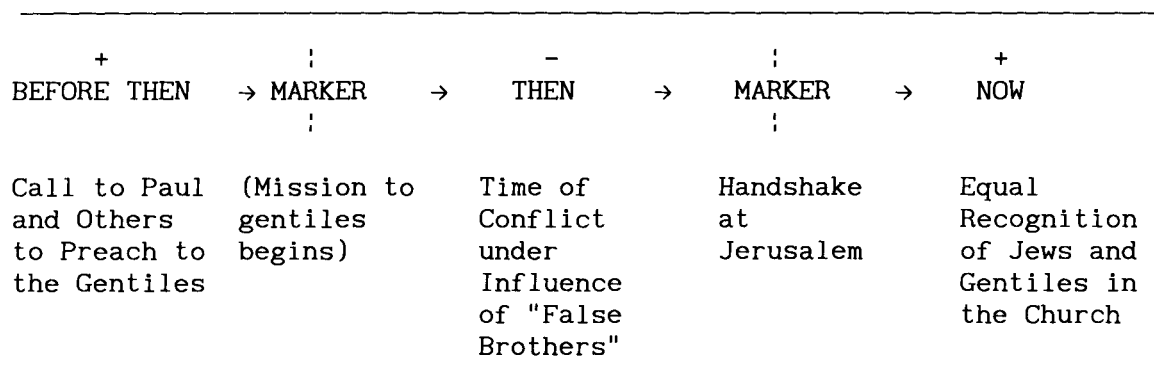 + ¦ − ¦ +
BEFORE THEN → MARKER → THEN → MARKER → NOW
¦ ¦
Call to Paul (Mission to Time of Handshake Equal
and Others gentiles Conflict at Recognition
to Preach to begins) under Jerusalem of Jews and
the Gentiles Influence Gentiles in
of "False the Church
Brothers"